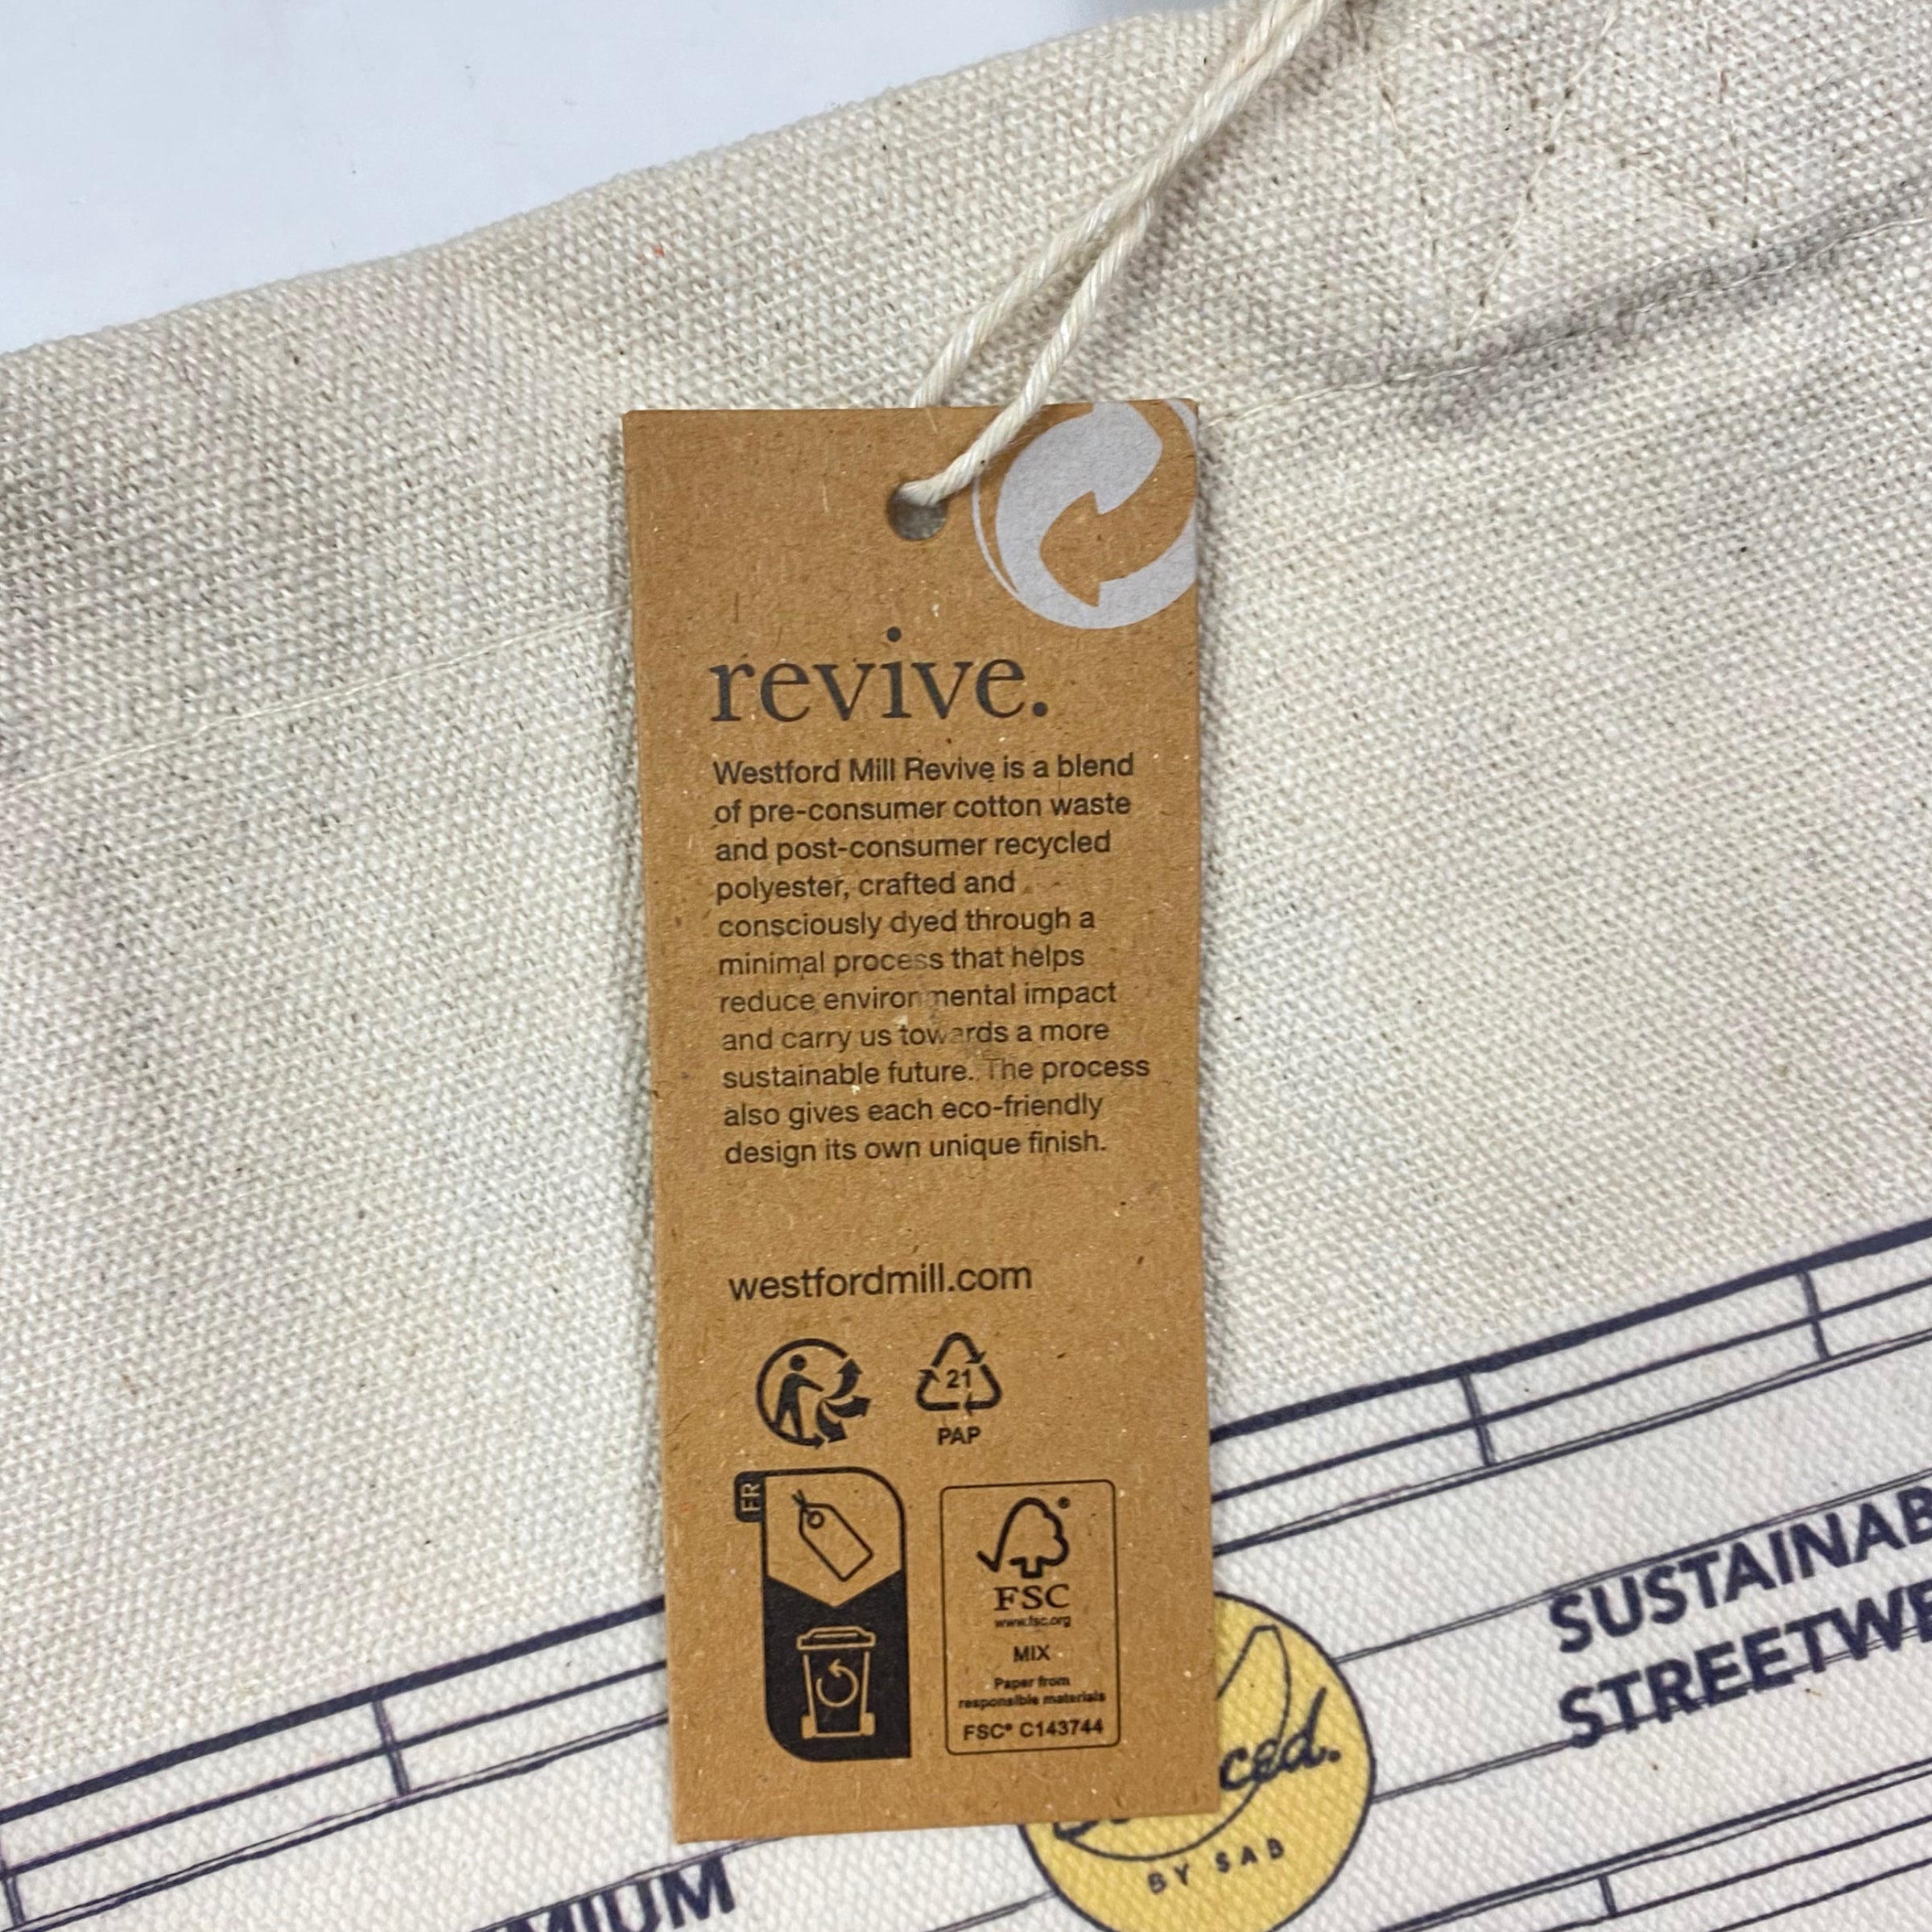 revive.
Westford Mill Revive is a blend
of pre-consumer cotton waste
and post-consumer recycled
polyester, crafted and
consciously dyed through a
minimal process that helps
reduce environmental impact
and carry us towards a more
sustainable future. The process
also gives each eco-friendly
design its own unique finish.
westfordmill.com
21
PAP
FR
FSC®
www.fsc.org
MIX
Paper from
responsible materials
FSC® C143744
SUSTAINAB
STREETWE
ced.
BY SAB
MIUM